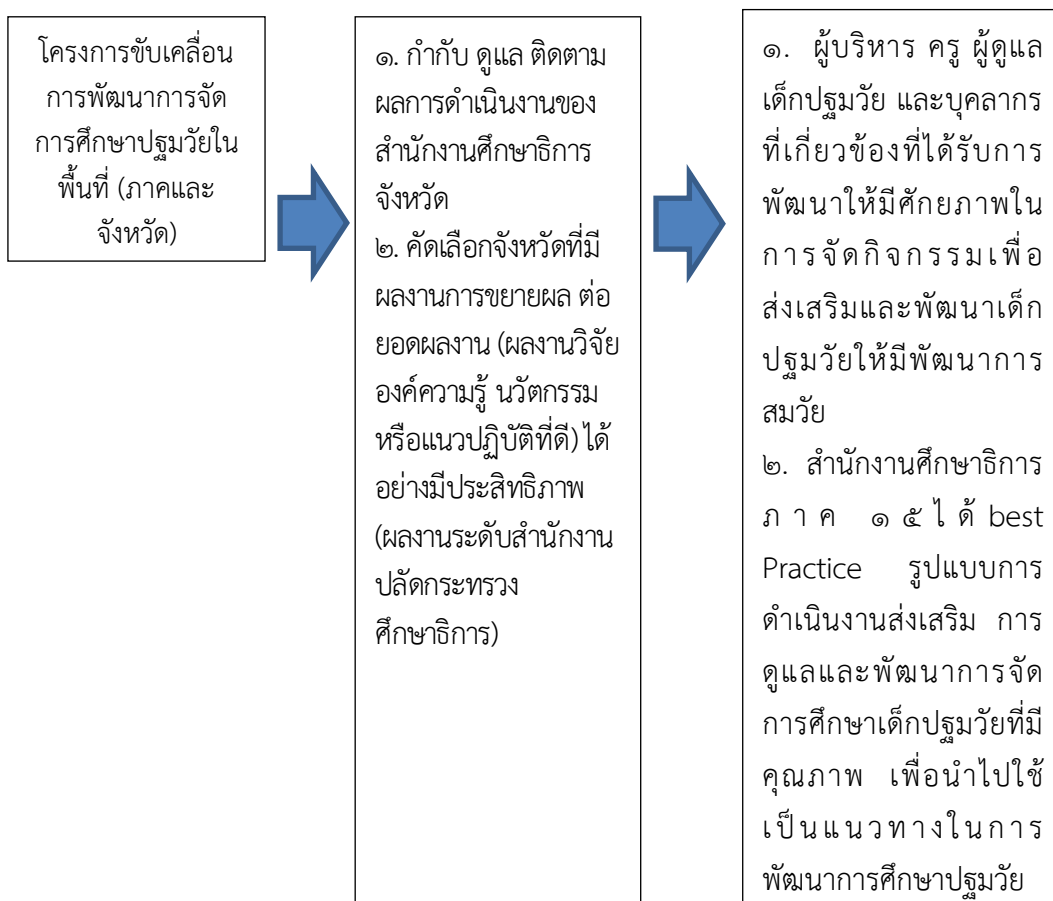 โครงการขับเคลื่อน
การพัฒนาการจัด
การศึกษาปฐมวัยใน
พื้นที่ (ภาคและ
จังหวัด)
๑. กำกับ ดูแล ติดตาม
ผลการดำเนินงานของ
สำนักงานศึกษาธิการ
จังหวัด
๒. คัดเลือกจังหวัดที่มี
ผลงานการขยายผล ต่อ
ยอดผลงาน (ผลงานวิจัย
องค์ความรู้ นวัตกรรม
หรือแนวปฏิบัติที่ดี) ได้
อย่างมีประสิทธิภาพ
(ผลงานระดับสำนักงาน
ปลัดกระทรวง
ศึกษาธิการ)
๑. ผู้บริหาร ครู ผู้ดูแล
เด็กปฐมวัย และบุคลากร
ที่เกี่ยวข้องที่ได้รับการ
พัฒนาให้มีศักยภาพใน
การจัดกิจกรรมเพื่อ
ส่งเสริมและพัฒนาเด็ก
ปฐมวัยให้มีพัฒนาการ
สมวัย
๒. สำนักงานศึกษาธิการ
ภาค ๑๕ได้ best
Practice รูปแบบการ
ดำเนินงานส่งเสริม การ
ดูแลและพัฒนาการจัด
การศึกษาเด็กปฐมวัยที่มี
คุณภาพ เพื่อนำไปใช้
เป็นแนวทางในการ
พัฒนาการศึกษาปฐมวัย